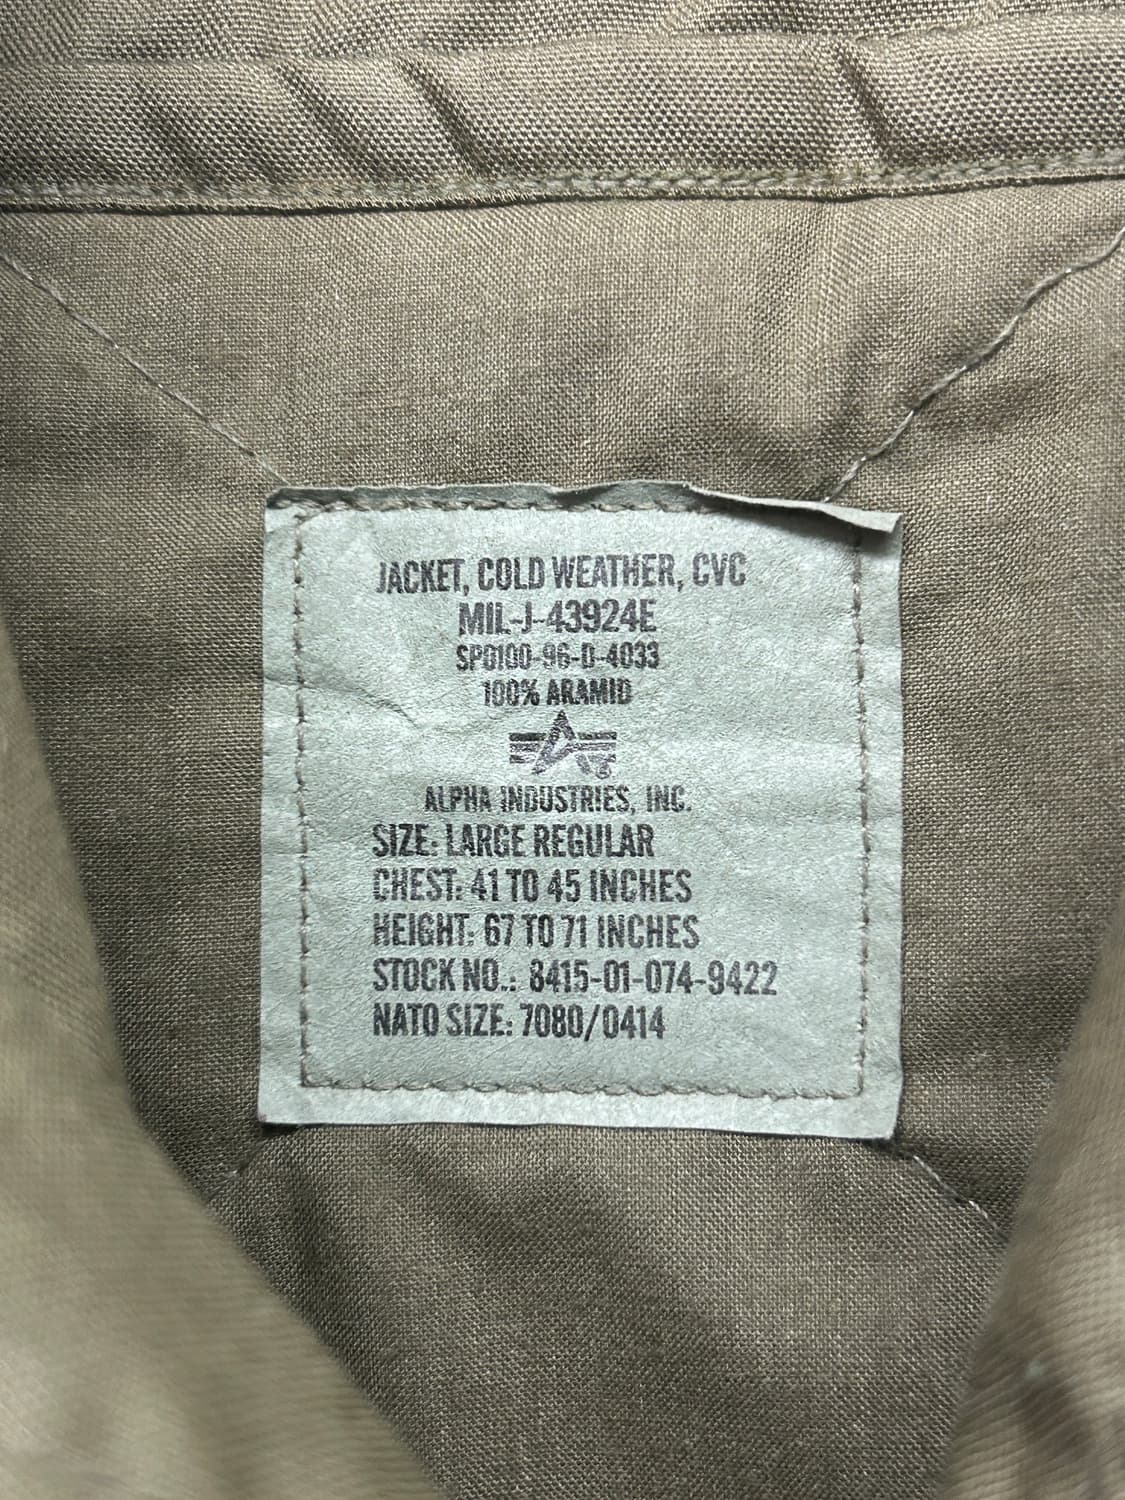 JACKET, COLD WEATHER, CVC
MIL-J-43924E
SP0100-96-D-4033
100% ARAMID
ALPHA INDUSTRIES, INC.
SIZE: LARGE REGULAR
CHEST: 41 TO 45 INCHES
HEIGHT: 67 TO 71 INCHES
STOCK NO.: 8415-01-074-9422
NATO SIZE: 7080/0414